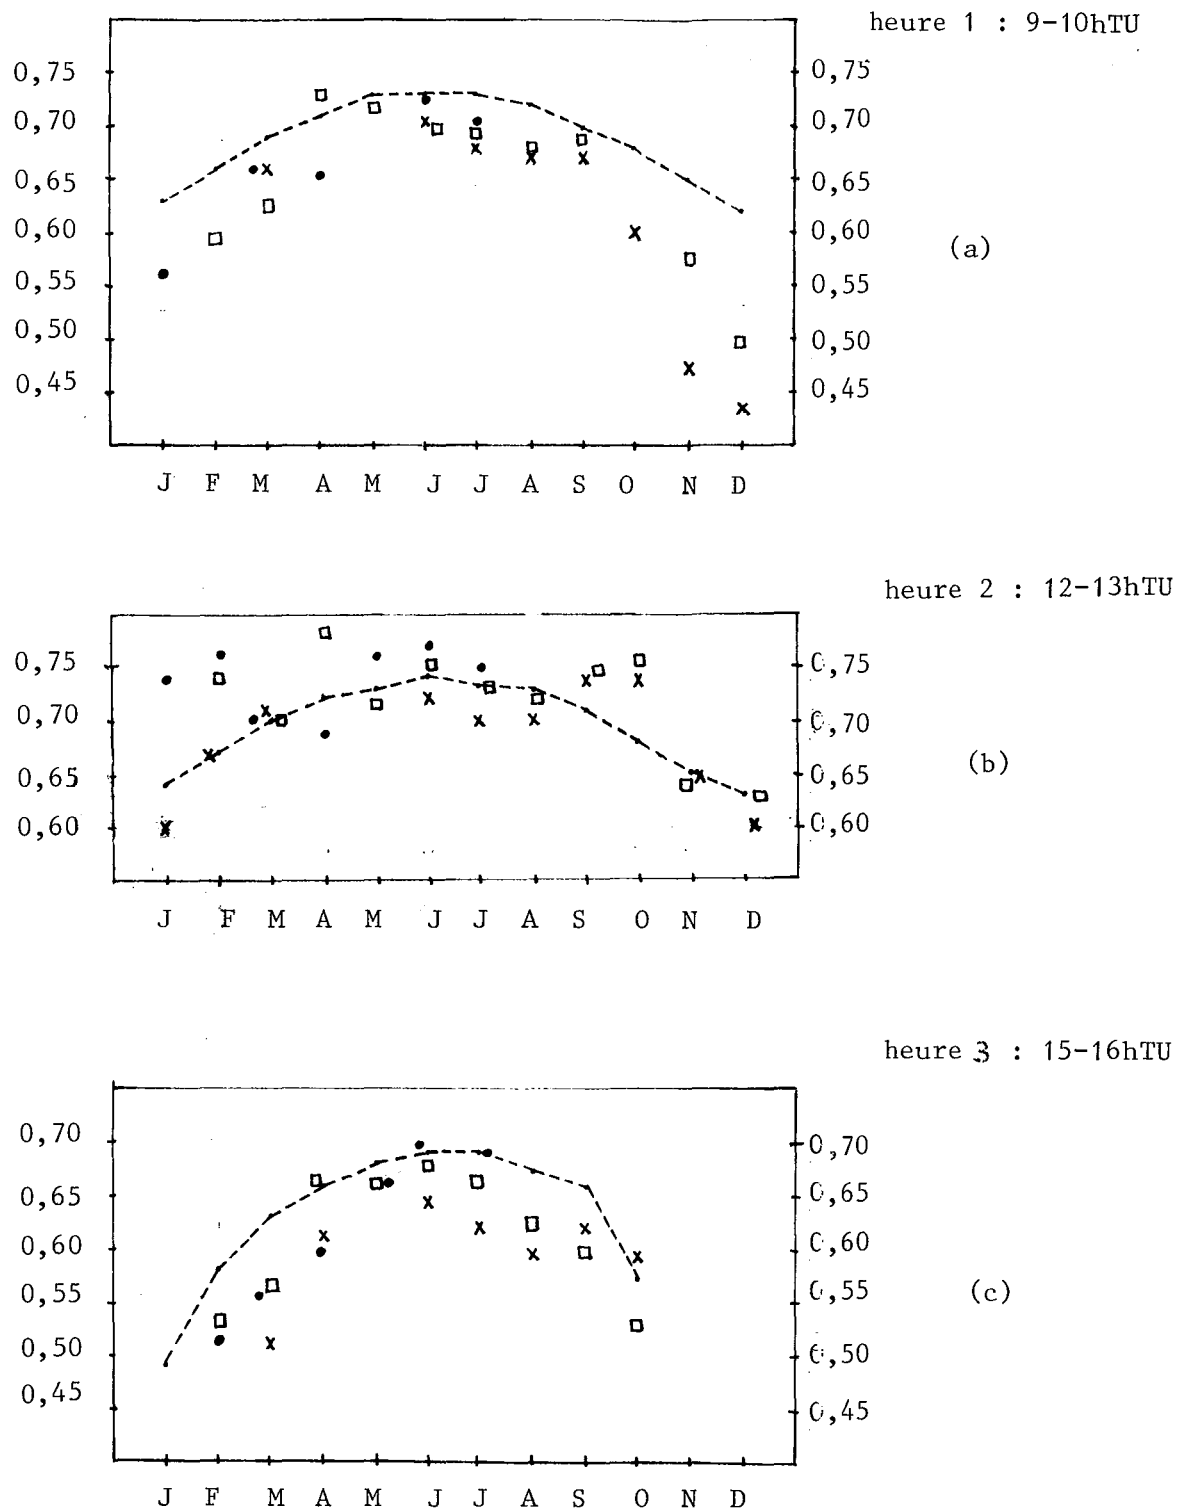 heure 1 : 9-10hTU
0,75 0,75
0,70 0,70
0,65 0,65
0,60 0,60
(a)
0,55 0,55
0,50 0,50
0,45 0,45
J F M A M J J A S O N D
heure 2 : 12-13hTU
0,75 0,75
0,70 0,70
(b)
0,65 0,65
0,60 0,60
J F M A M J J A S O N D
heure 3 : 15-16hTU
0,70 0,70
0,65 0,65
0,60 0,60
0,55 0,55
(c)
0,50 0,50
0,45 0,45
J F M A M J J A S O N D